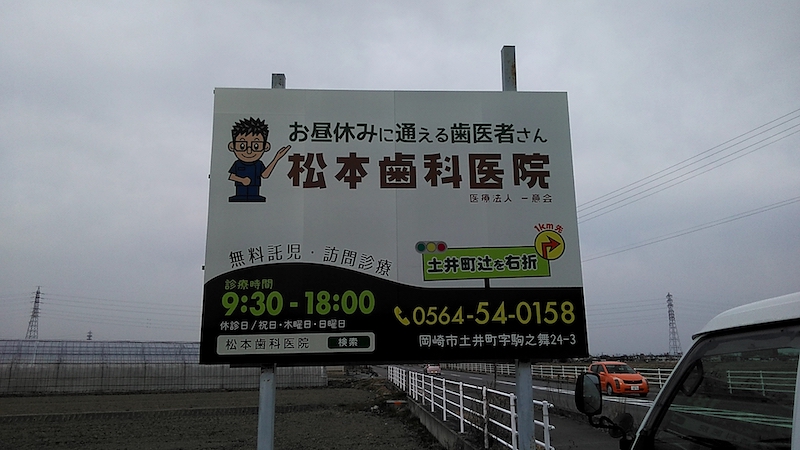 お昼休みに通える歯医者さん
松本歯科医院
医療法人 一意会
無料託児・訪問診療
1km先
土井町辻を右折
診療時間
9:30 - 18:00
休診日/祝日・木曜日・日曜日
松本歯科医院 検索
0564-54-0158
岡崎市土井町字駒之舞24-3